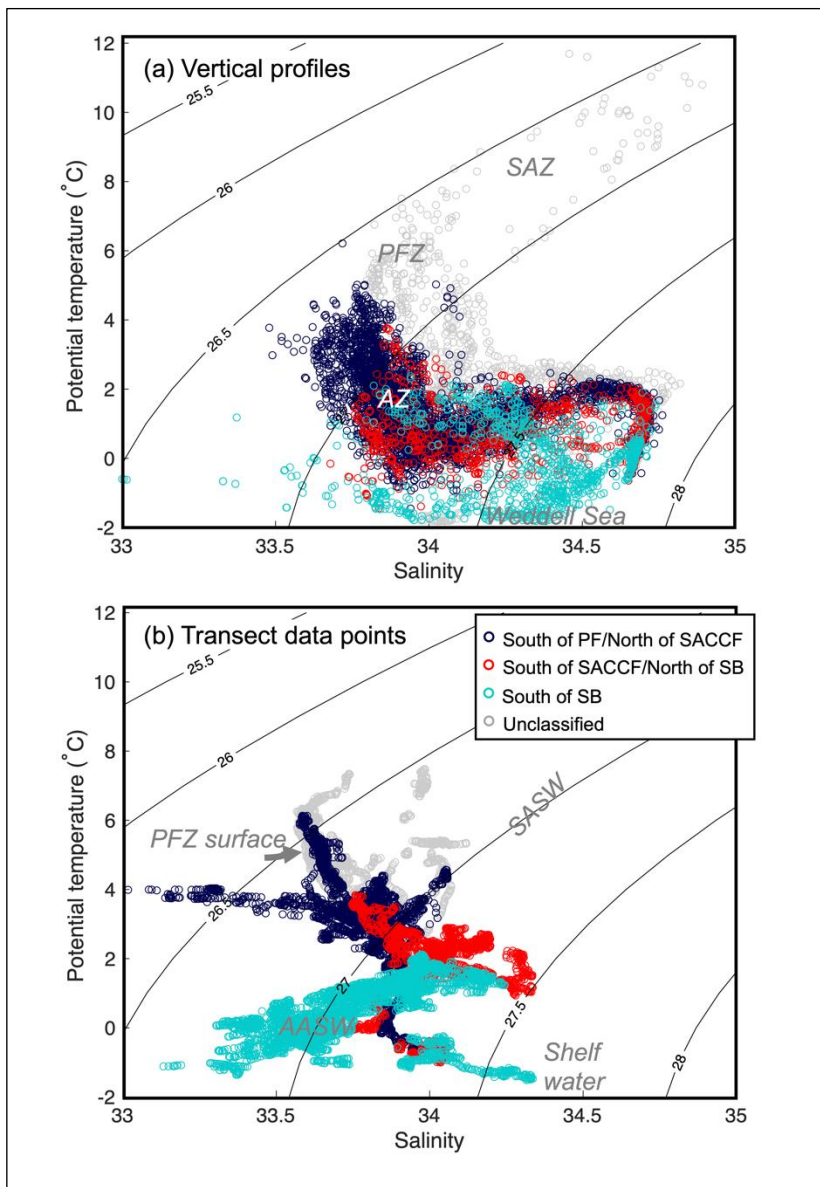 12
(a) Vertical profiles
10
25.5
8
26
SAZ
6
PFZ
4
26.5
2
AZ
27.5
0
28
Weddell Sea
-2
33
33.5
34
34.5
35
Potential temperature (˚C)
Salinity
12
(b) Transect data points
South of PF/North of SACCF
South of SACCF/North of SB
South of SB
Unclassified
10
25.5
8
26
SASW
6
PFZ surface
4
26.5
2
27
27.5
0
AASW
Shelf
water
28
-2
33
33.5
34
34.5
35
Potential temperature (˚C)
Salinity